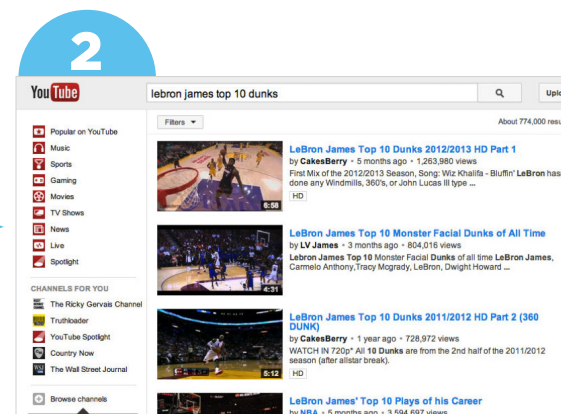 2
YouTube
lebron james top 10 dunks
Filters
About 774,000
Popular on YouTube
Music
Sports
Gaming
Movies
TV Shows
News
Live
Spotlight
CHANNELS FOR YOU
The Ricky Gervais Channel
Truthloader
YouTube Spotlight
Country Now
The Wall Street Journal
Browse channels
LeBron James Top 10 Dunks 2012/2013 HD Part 1
by CakesBerry • 5 months ago • 1,263,980 views
First Mix of the 2012/2013 Season, Song: Wiz Khalifa - Bluffin' LeBron has
done any Windmills, 360's, or John Lucas III type ...
HD
6:58
LeBron James Top 10 Monster Facial Dunks of All Time
by LV James • 3 months ago • 804,016 views
Lebron James Top 10 Monster Facial Dunks of all time LeBron James,
Carmelo Anthony,Tracy Mcgrady, LeBron, Dwight Howard ...
4:31
LeBron James Top 10 Dunks 2011/2012 HD Part 2 (360
DUNK)
by CakesBerry • 1 year ago • 728,972 views
WATCH IN 720p* All 10 Dunks are from the 2nd half of the 2011/2012
season (after allstar break).
HD
5:12
LeBron James' Top 10 Plays of his Career
by NBA • 5 months ago • 3,594,697 views